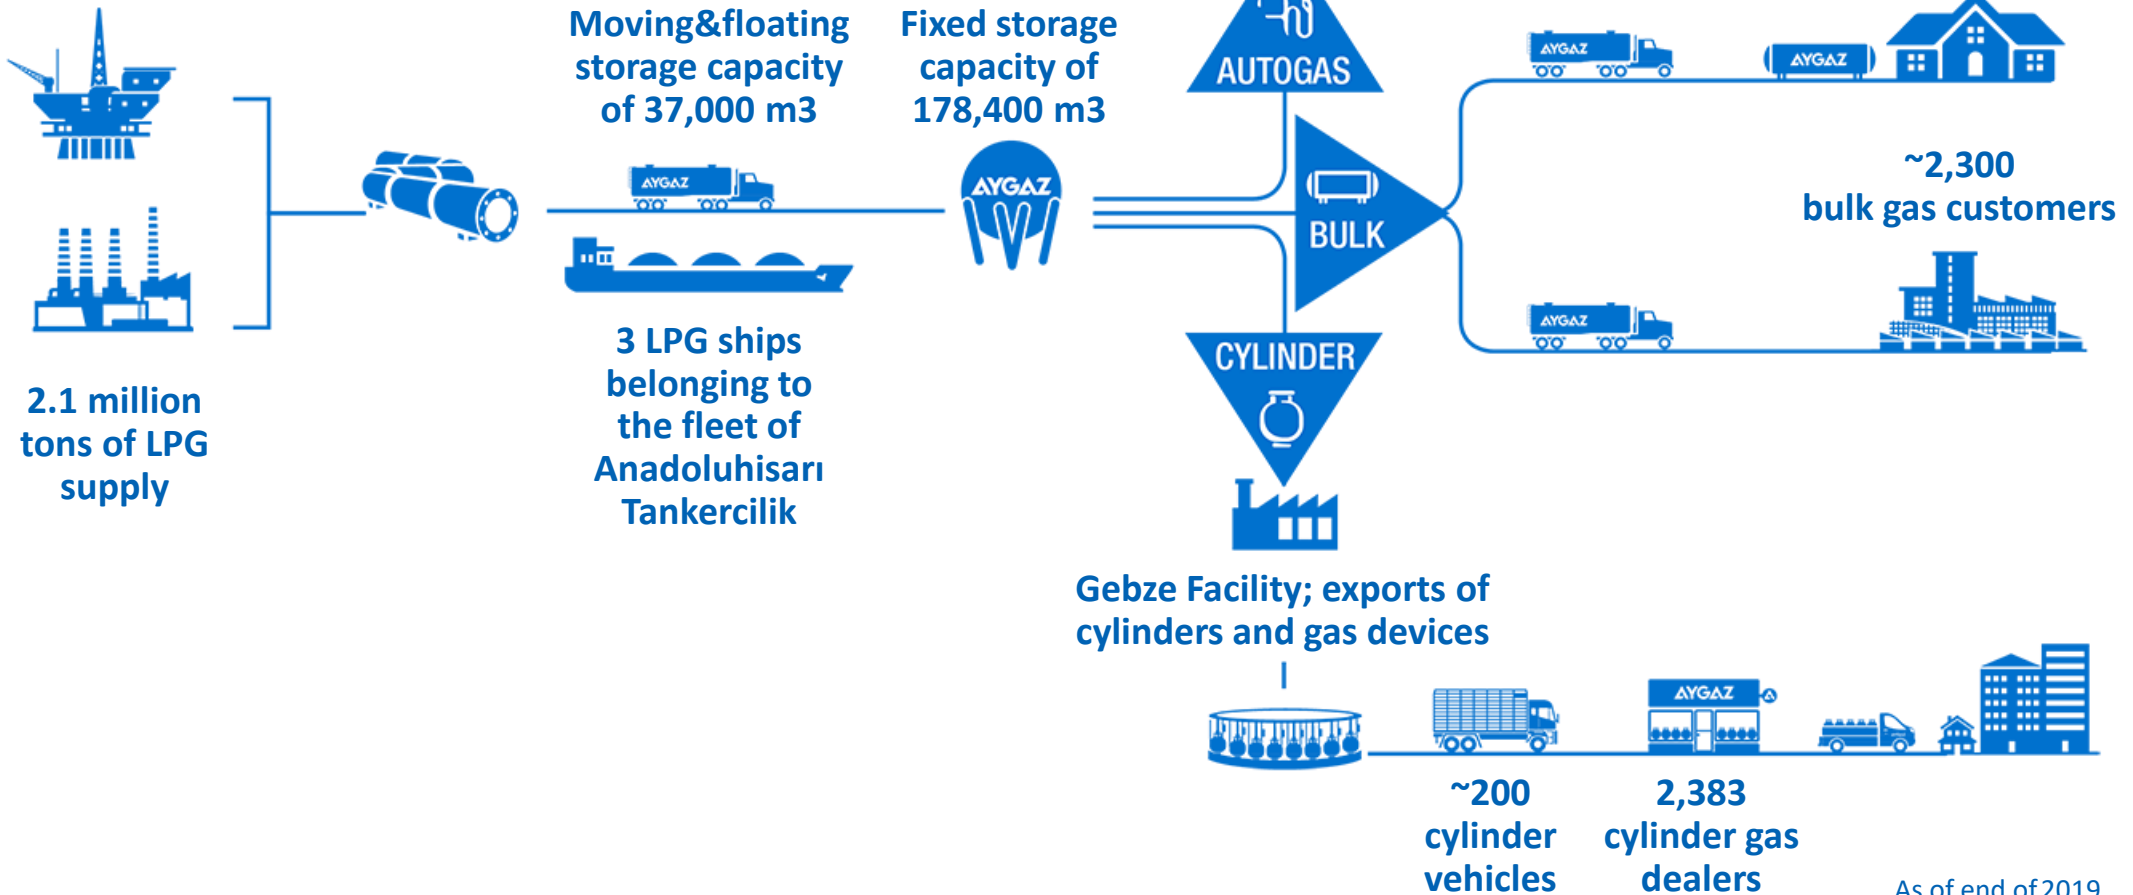 Moving&floating
storage capacity
of 37,000 m3
Fixed storage
capacity of
178,400 m3
AUTOGAS
AYGAZ
AYGAZ
~2,300
bulk gas customers
AYGAZ
AYGAZ
BULK
AYGAZ
2.1 million
tons of LPG
supply
3 LPG ships
belonging to
the fleet of
Anadoluhisarı
Tankercilik
CYLINDER
Gebze Facility; exports of
cylinders and gas devices
AYGAZ
~200
cylinder
vehicles
2,383
cylinder gas
dealers
As of end of 2019